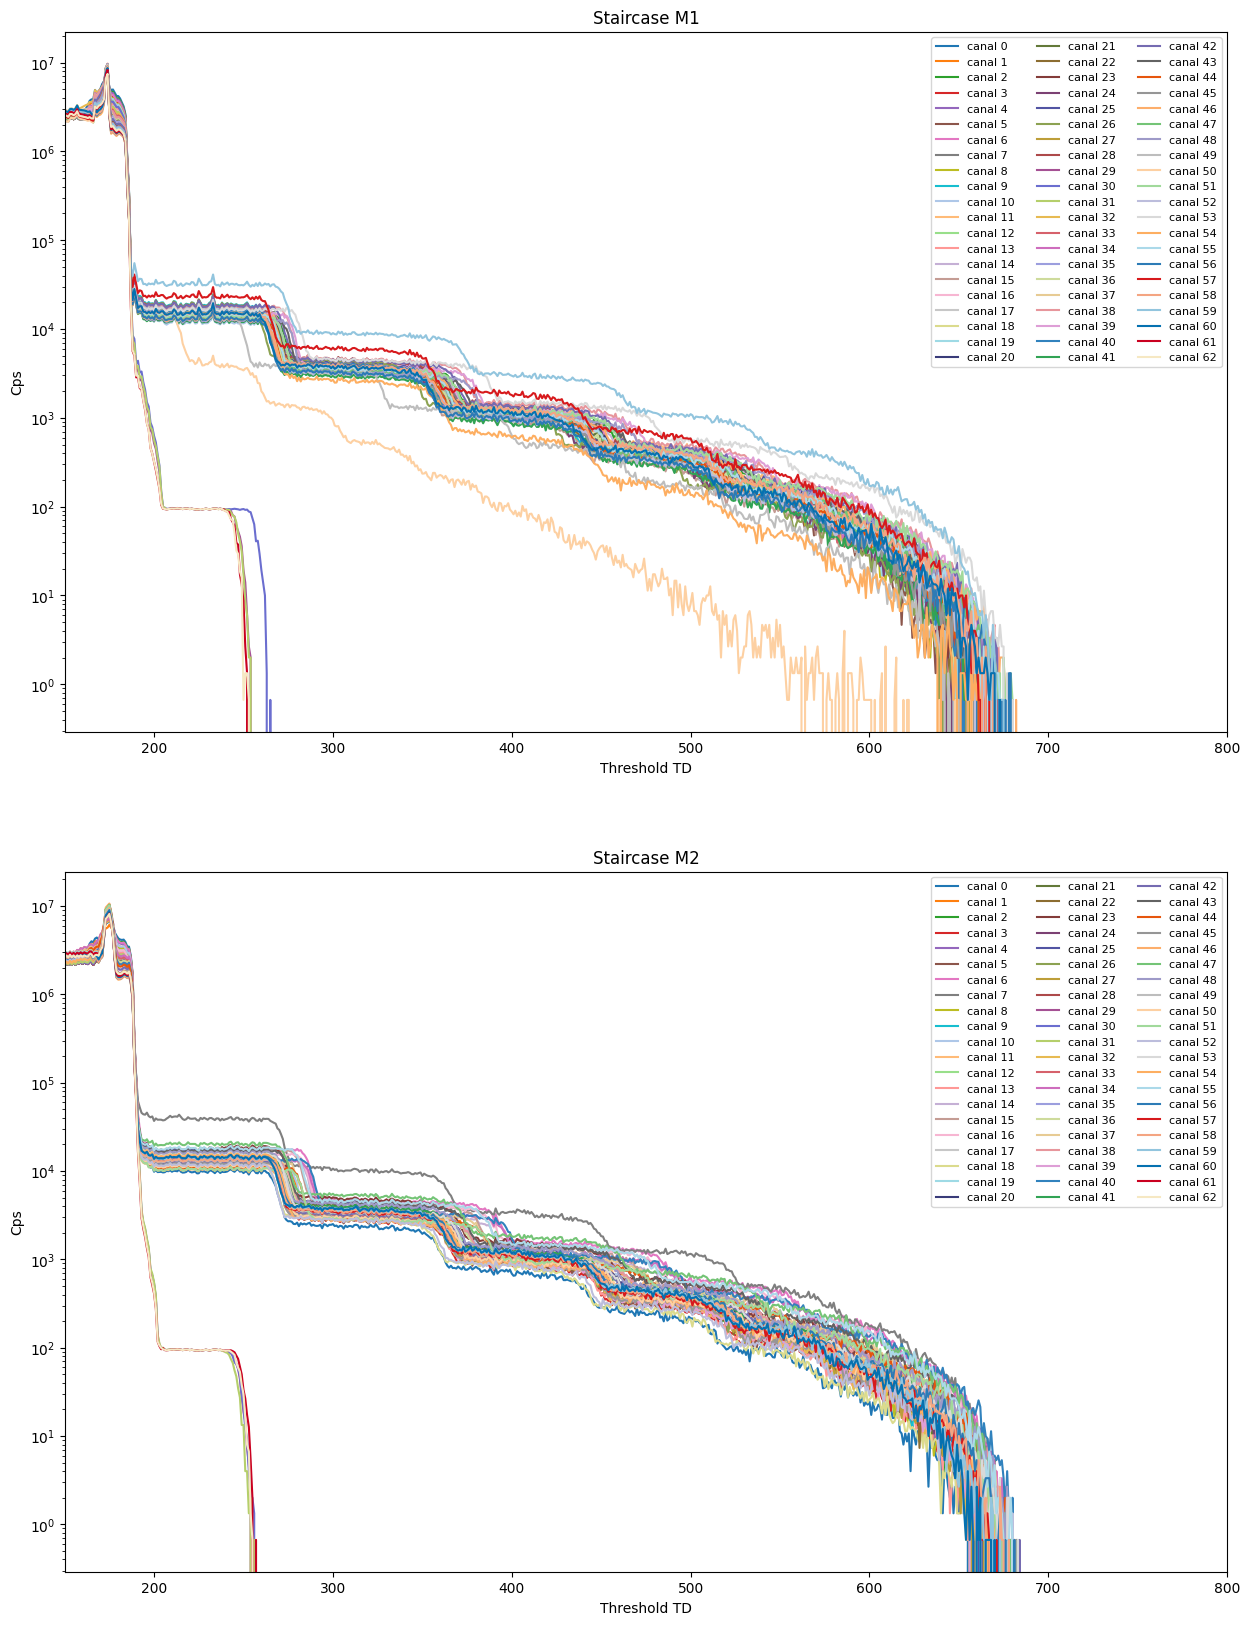 Staircase M1
Cps
10^7
10^6
10^5
10^4
10^3
10^2
10^1
10^0
canal 0 canal 21 canal 42
canal 1 canal 22 canal 43
canal 2 canal 23 canal 44
canal 3 canal 24 canal 45
canal 4 canal 25 canal 46
canal 5 canal 26 canal 47
canal 6 canal 27 canal 48
canal 7 canal 28 canal 49
canal 8 canal 29 canal 50
canal 9 canal 30 canal 51
canal 10 canal 31 canal 52
canal 11 canal 32 canal 53
canal 12 canal 33 canal 54
canal 13 canal 34 canal 55
canal 14 canal 35 canal 56
canal 15 canal 36 canal 57
canal 16 canal 37 canal 58
canal 17 canal 38 canal 59
canal 18 canal 39 canal 60
canal 19 canal 40 canal 61
canal 20 canal 41 canal 62
200 300 400 500 600 700 800
Threshold TD
Staircase M2
Cps
10^7
10^6
10^5
10^4
10^3
10^2
10^1
10^0
canal 0 canal 21 canal 42
canal 1 canal 22 canal 43
canal 2 canal 23 canal 44
canal 3 canal 24 canal 45
canal 4 canal 25 canal 46
canal 5 canal 26 canal 47
canal 6 canal 27 canal 48
canal 7 canal 28 canal 49
canal 8 canal 29 canal 50
canal 9 canal 30 canal 51
canal 10 canal 31 canal 52
canal 11 canal 32 canal 53
canal 12 canal 33 canal 54
canal 13 canal 34 canal 55
canal 14 canal 35 canal 56
canal 15 canal 36 canal 57
canal 16 canal 37 canal 58
canal 17 canal 38 canal 59
canal 18 canal 39 canal 60
canal 19 canal 40 canal 61
canal 20 canal 41 canal 62
200 300 400 500 600 700 800
Threshold TD